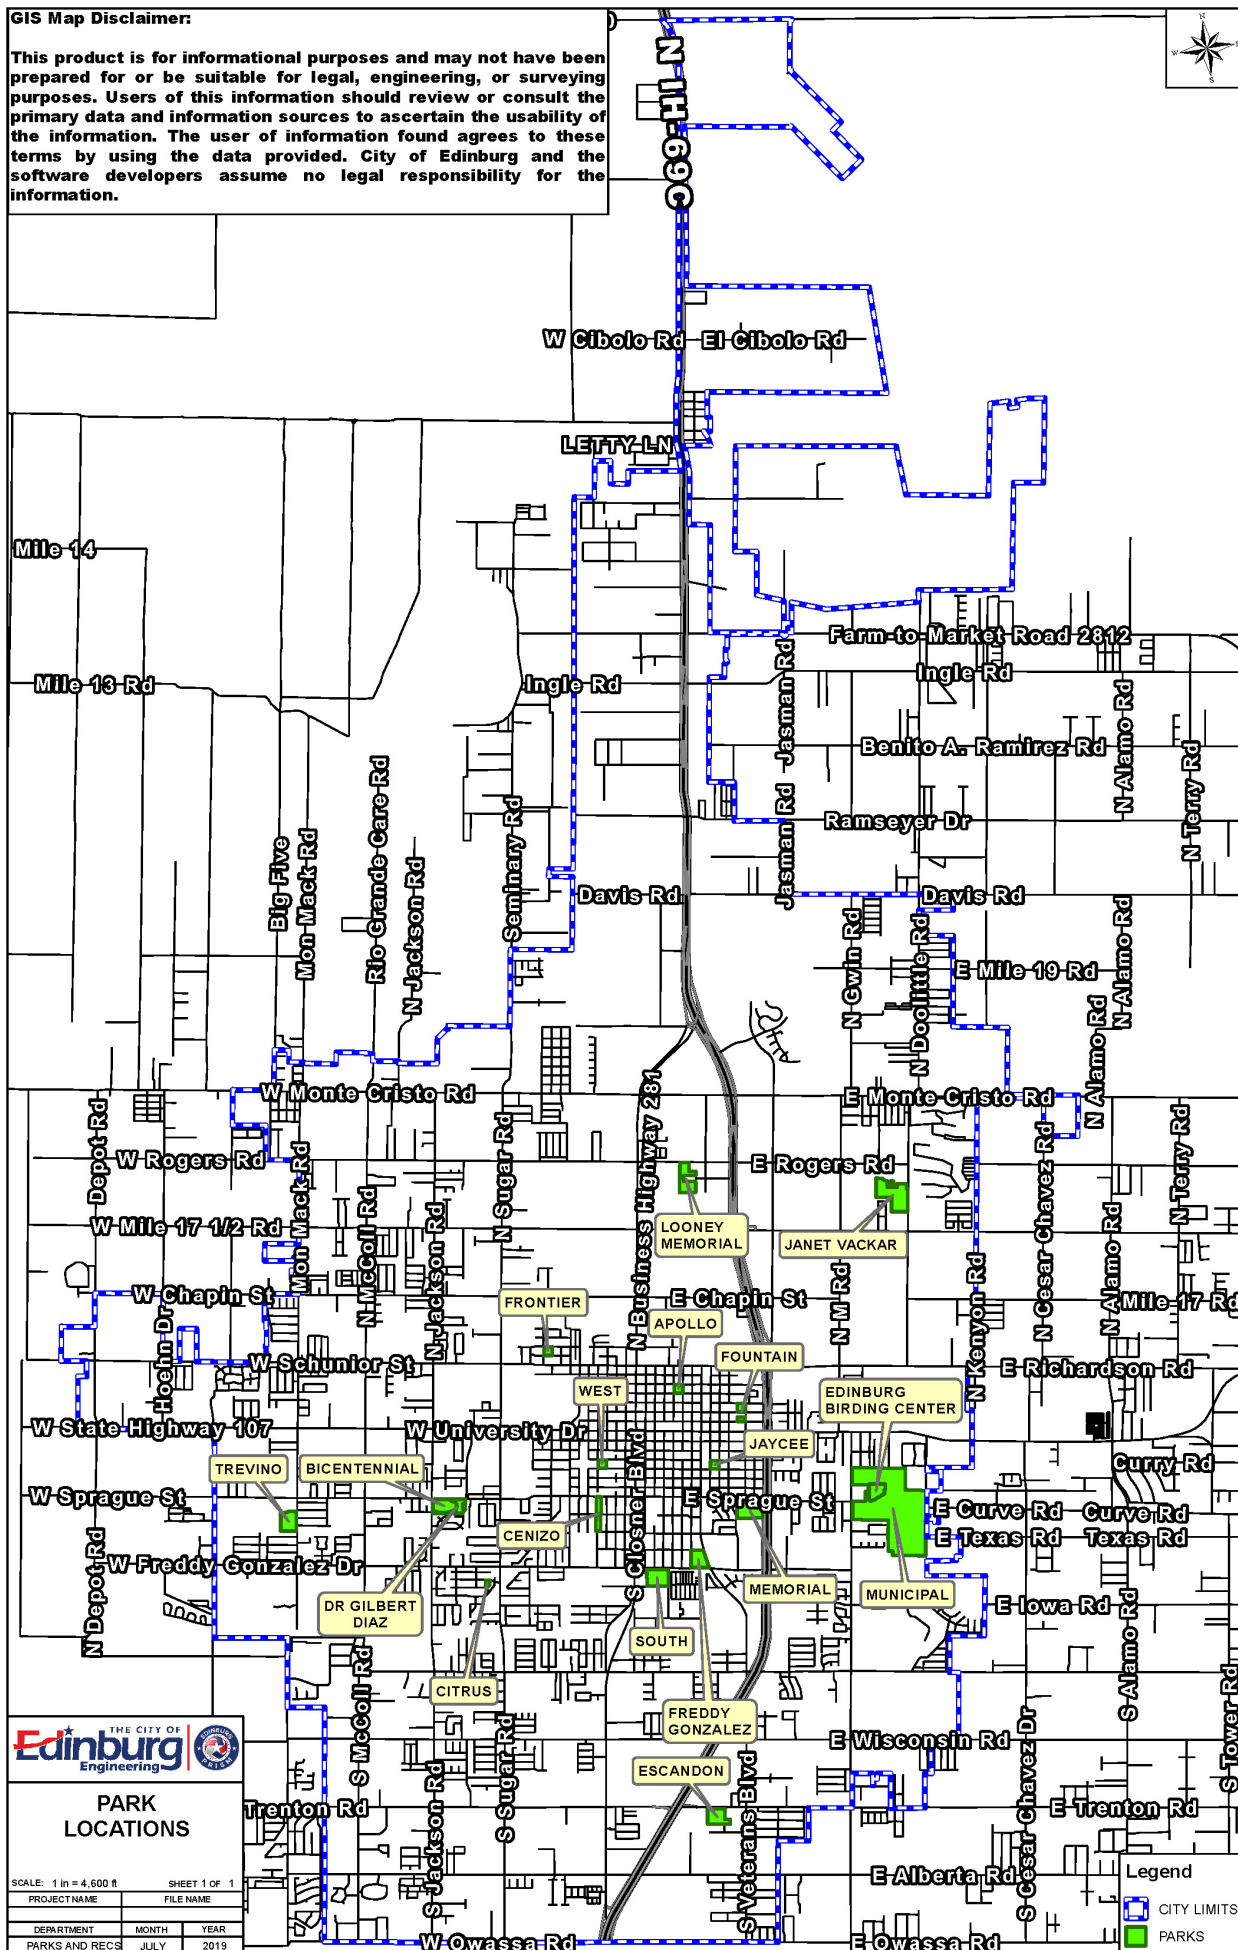 GIS Map Disclaimer:
This product is for informational purposes and may not have been
prepared for or be suitable for legal, engineering, or surveying
purposes. Users of this information should review or consult the
primary data and information sources to ascertain the usability of
the information. The user of information found agrees to these
terms by using the data provided. City of Edinburg and the
software developers assume no legal responsibility for the
information.
N
W
S
N IH-69C
W Cibolo Rd
El Cibolo Rd
LETTY LN
Mile 14
Farm-to-Market Road 2812
Mile 13 Rd
Ingle Rd
Ingle Rd
Jasman Rd
N Alamo Rd
Benito A. Ramirez Rd
N Terry Rd
Rio Grande Care Rd
Seminary Rd
Jasman Rd
Ramseyer Dr
Big Five
Mon Mack Rd
N Jackson Rd
Davis Rd
Davis Rd
N Gwin Rd
N Doolittle Rd
N Alamo Rd
E Mile 19 Rd
N Alamo Rd
W Monte Cristo Rd
N Business Highway 281
E Monte Cristo Rd
Depot Rd
W Rogers Rd
Mon Mack Rd
N Sugar Rd
E Rogers Rd
N Cesar Chavez Rd
N Terry Rd
W Mile 17 1/2 Rd
N McColl Rd
N Jackson Rd
LOONEY
MEMORIAL
JANET VACKAR
N Alamo Rd
W Chapin St
FRONTIER
E Chapin St
N M Rd
N Kenyon Rd
Mile 17 Rd
APOLLO
Hoehn Dr
W Schunior St
FOUNTAIN
E Richardson Rd
WEST
EDINBURG
BIRDING CENTER
W State Highway 107
W University Dr
JAYCEE
TREVINO
BICENTENNIAL
S Closner Blvd
Curry Rd
W Sprague St
E Sprague St
E Curve Rd
Curve Rd
CENIZO
E Texas Rd
Texas Rd
N Depot Rd
W Freddy Gonzalez Dr
DR GILBERT
DIAZ
MEMORIAL
MUNICIPAL
E Iowa Rd
SOUTH
CITRUS
S McColl Rd
S Alamo Rd
FREDDY
GONZALEZ
E Wisconsin Rd
S Tower Rd
S Jackson Rd
S Sugar Rd
ESCANDON
S Veterans Blvd
S Cesar Chavez Dr
Trenton Rd
E Trenton Rd
E Alberta Rd
W Owassa Rd
E Owassa Rd
THE CITY OF
Edinburg
Engineering
EDINBURG
PRISM
PARK
LOCATIONS
SCALE: 1 in = 4,600 ft
SHEET 1 OF 1
PROJECT NAME
FILE NAME
DEPARTMENT
MONTH
YEAR
PARKS AND RECS
JULY
2019
Legend
CITY LIMITS
PARKS